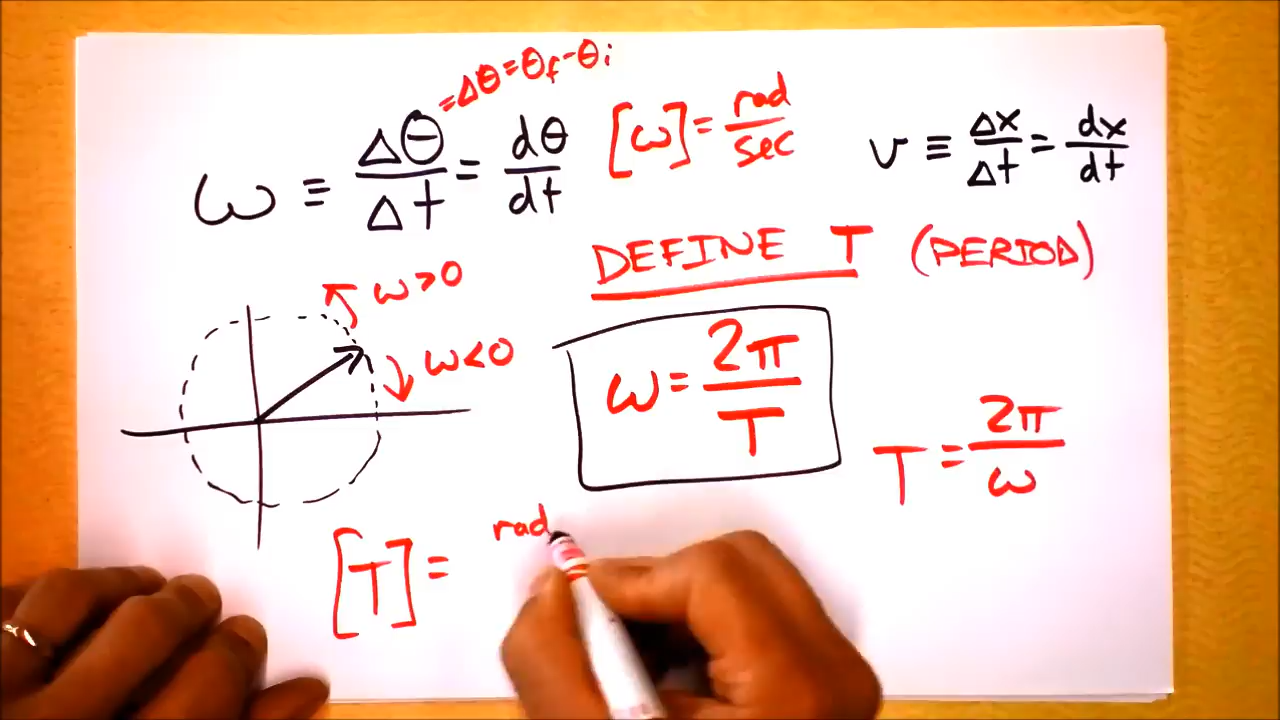 = Δθ = θf - θi
ω ≡ Δθ/Δt = dθ/dt
[ω] = rad/sec
v ≡ Δx/Δt = dx/dt
DEFINE T (PERIOD)
ω>0
ω<0
ω = 2π/T
T = 2π/ω
[T] = rad